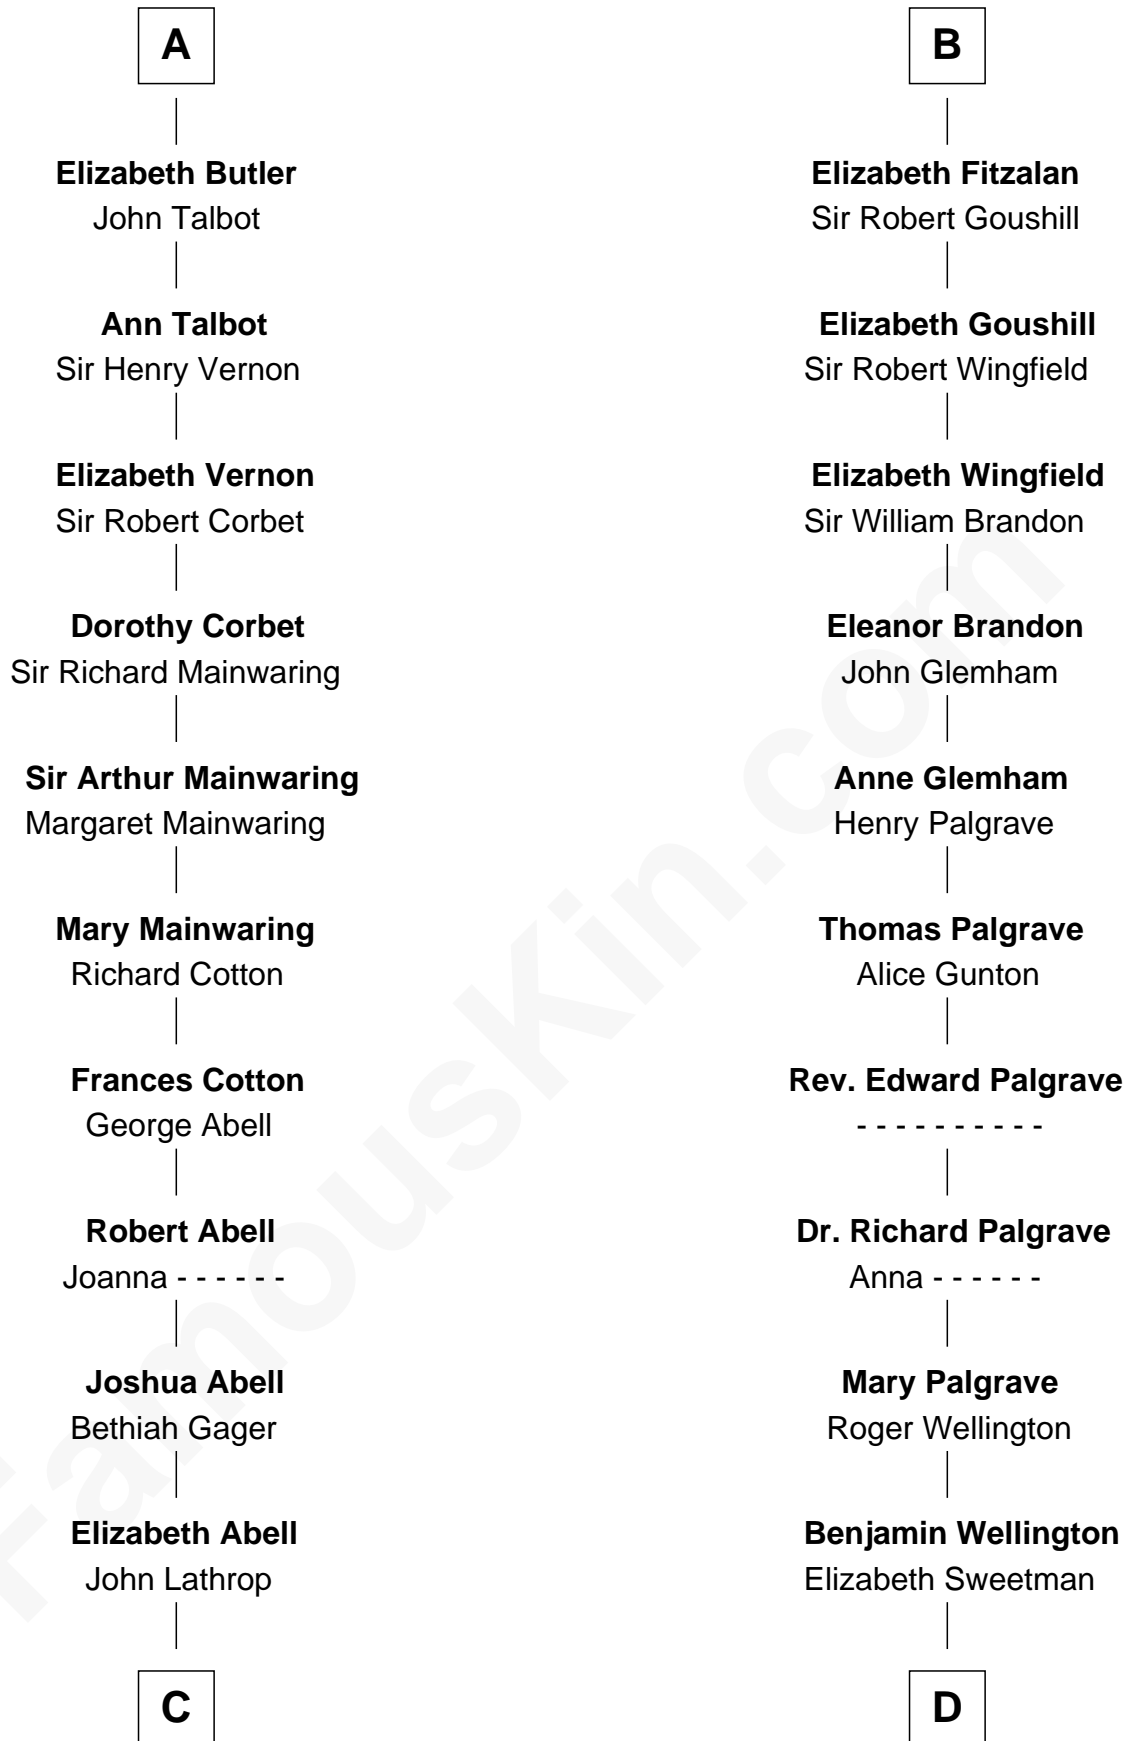 A
Elizabeth Butler
John Talbot
Ann Talbot
Sir Henry Vernon
Elizabeth Vernon
Sir Robert Corbet
Dorothy Corbet
Sir Richard Mainwaring
Sir Arthur Mainwaring
Margaret Mainwaring
Mary Mainwaring
Richard Cotton
Frances Cotton
George Abell
Robert Abell
Joanna - - - - - -
Joshua Abell
Bethiah Gager
Elizabeth Abell
John Lathrop
C
B
Elizabeth Fitzalan
Sir Robert Goushill
Elizabeth Goushill
Sir Robert Wingfield
Elizabeth Wingfield
Sir William Brandon
Eleanor Brandon
John Glemham
Anne Glemham
Henry Palgrave
Thomas Palgrave
Alice Gunton
Rev. Edward Palgrave
- - - - - - - - - -
Dr. Richard Palgrave
Anna - - - - - -
Mary Palgrave
Roger Wellington
Benjamin Wellington
Elizabeth Sweetman
D
FamousKin.com